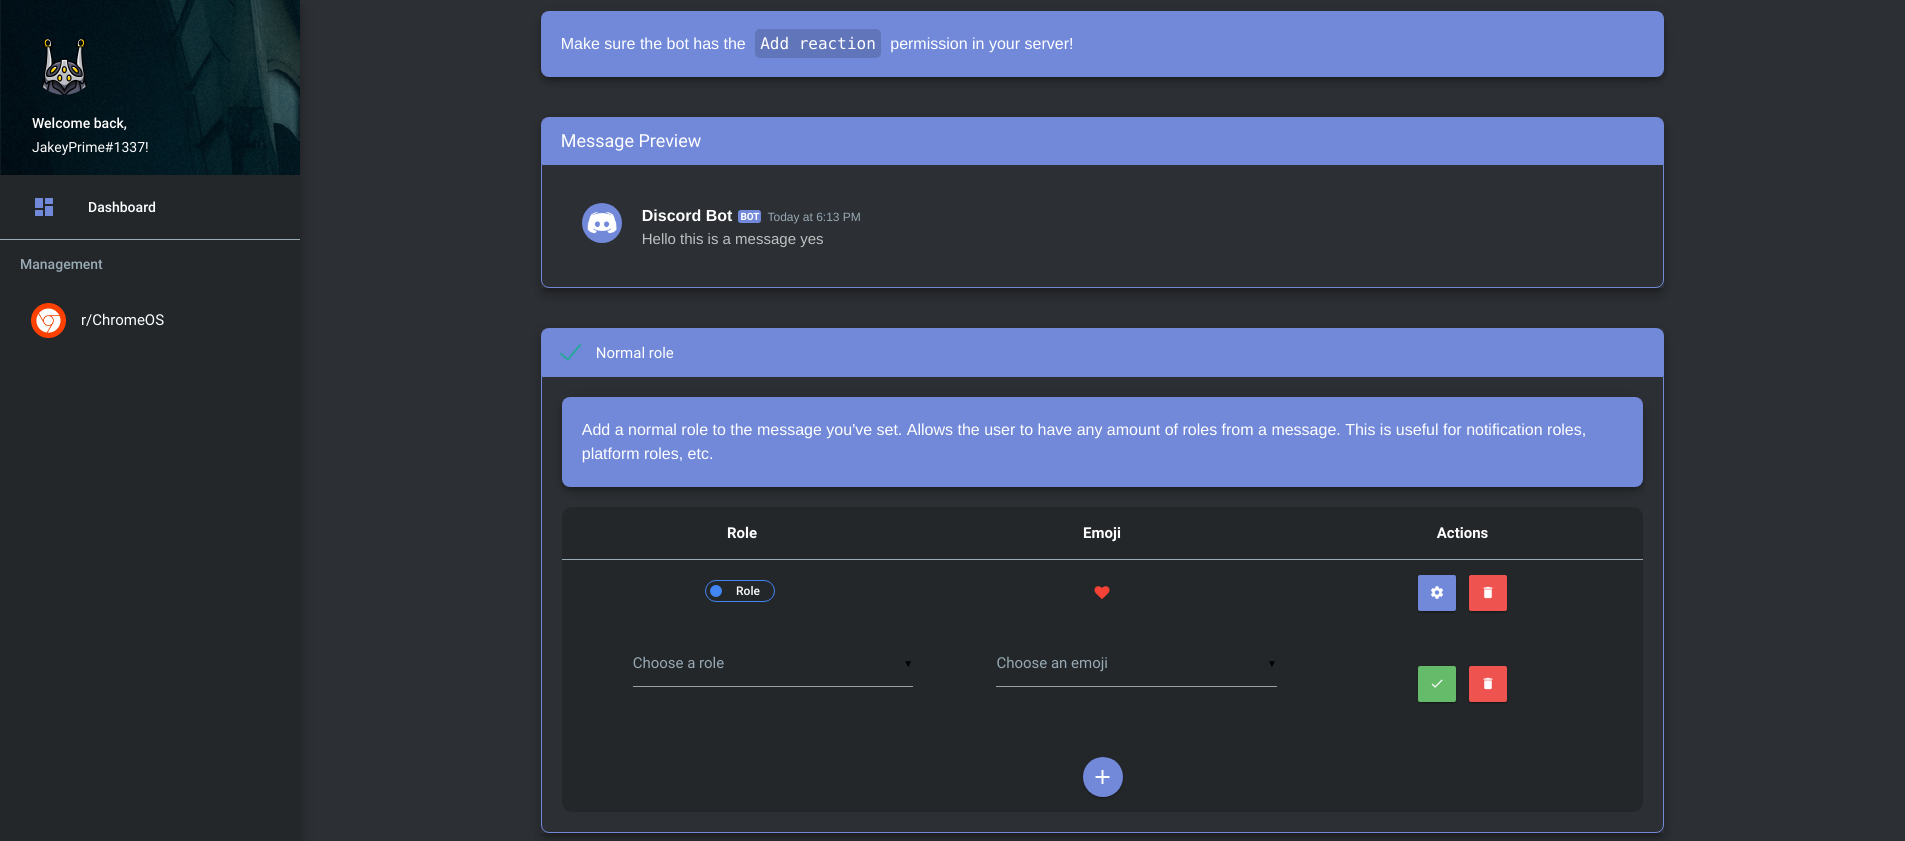 Welcome back,
JakeyPrime#1337!
Dashboard
Management
r/ChromeOS
Make sure the bot has the Add reaction permission in your server!
Message Preview
Discord Bot BOT Today at 6:13 PM
Hello this is a message yes
Normal role
Add a normal role to the message you've set. Allows the user to have any amount of roles from a message. This is useful for notification roles,
platform roles, etc.
Role Emoji Actions
Role
Choose a role Choose an emoji